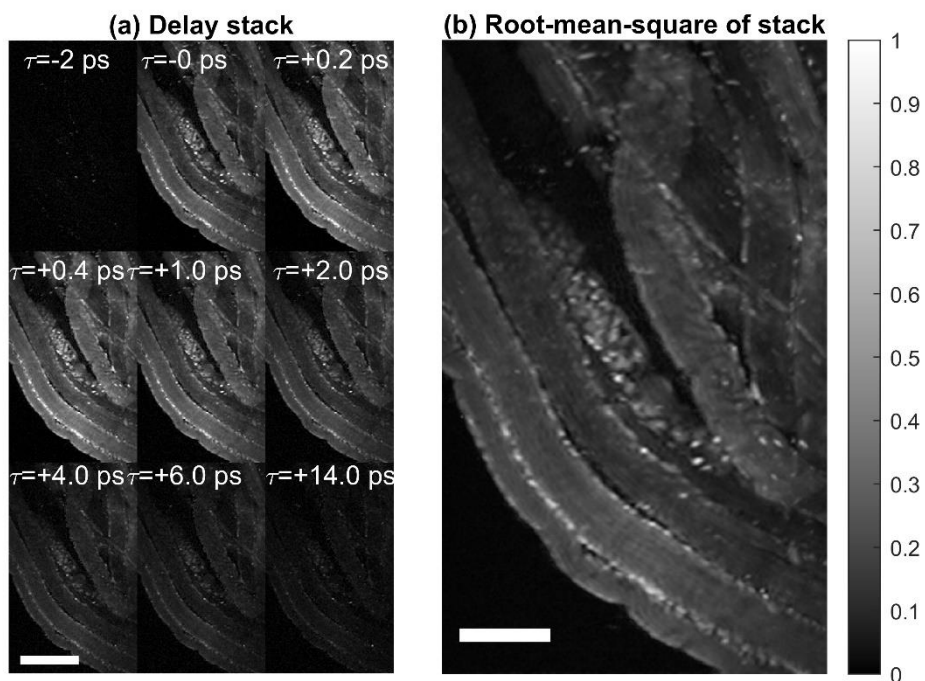 (a) Delay stack
τ=-2 ps
τ=-0 ps
τ=+0.2 ps
τ=+0.4 ps
τ=+1.0 ps
τ=+2.0 ps
τ=+4.0 ps
τ=+6.0 ps
τ=+14.0 ps
(b) Root-mean-square of stack
1
0.9
0.8
0.7
0.6
0.5
0.4
0.3
0.2
0.1
0